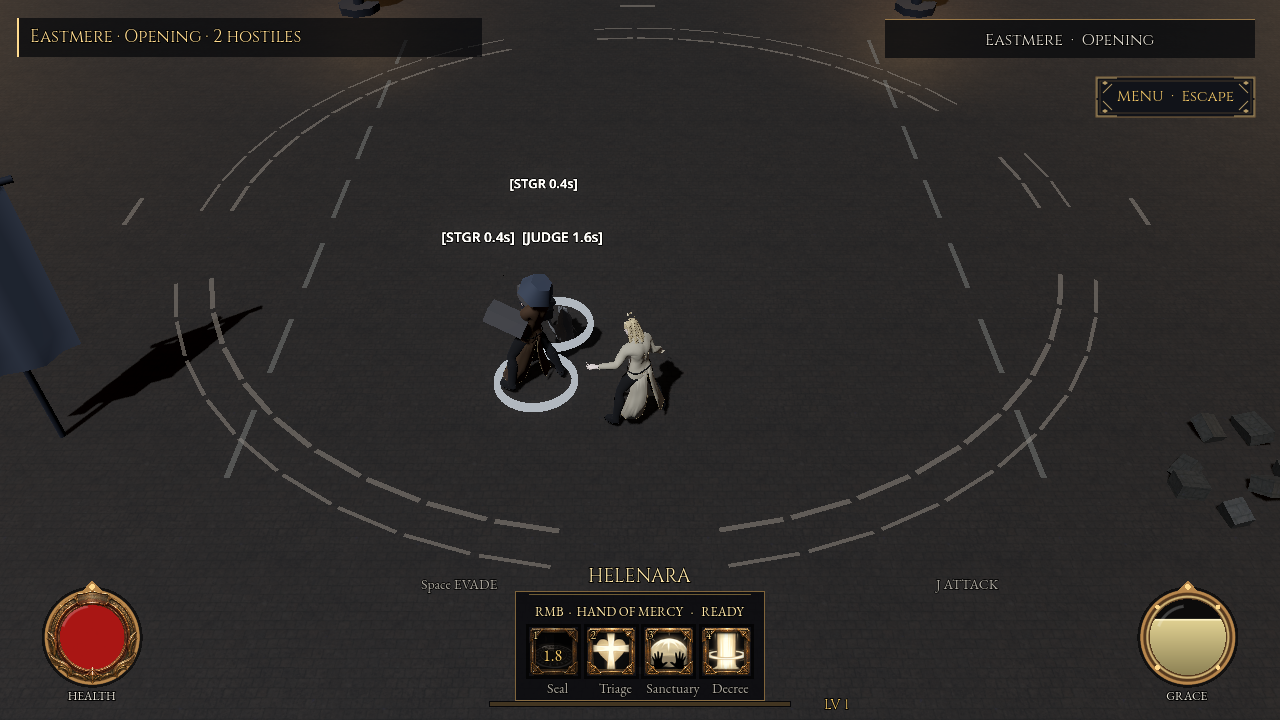 EASTMERE · OPENING · 2 HOSTILES
EASTMERE · OPENING
MENU · ESCAPE
[STGR 0.4s]
[STGR 0.4s] [JUDGE 1.6s]
HELENARA
Space EVADE
J ATTACK
RMB · HAND OF MERCY · READY
1 2 3 4
1.8
Seal Triage Sanctuary Decree
HEALTH
GRACE
LV 1